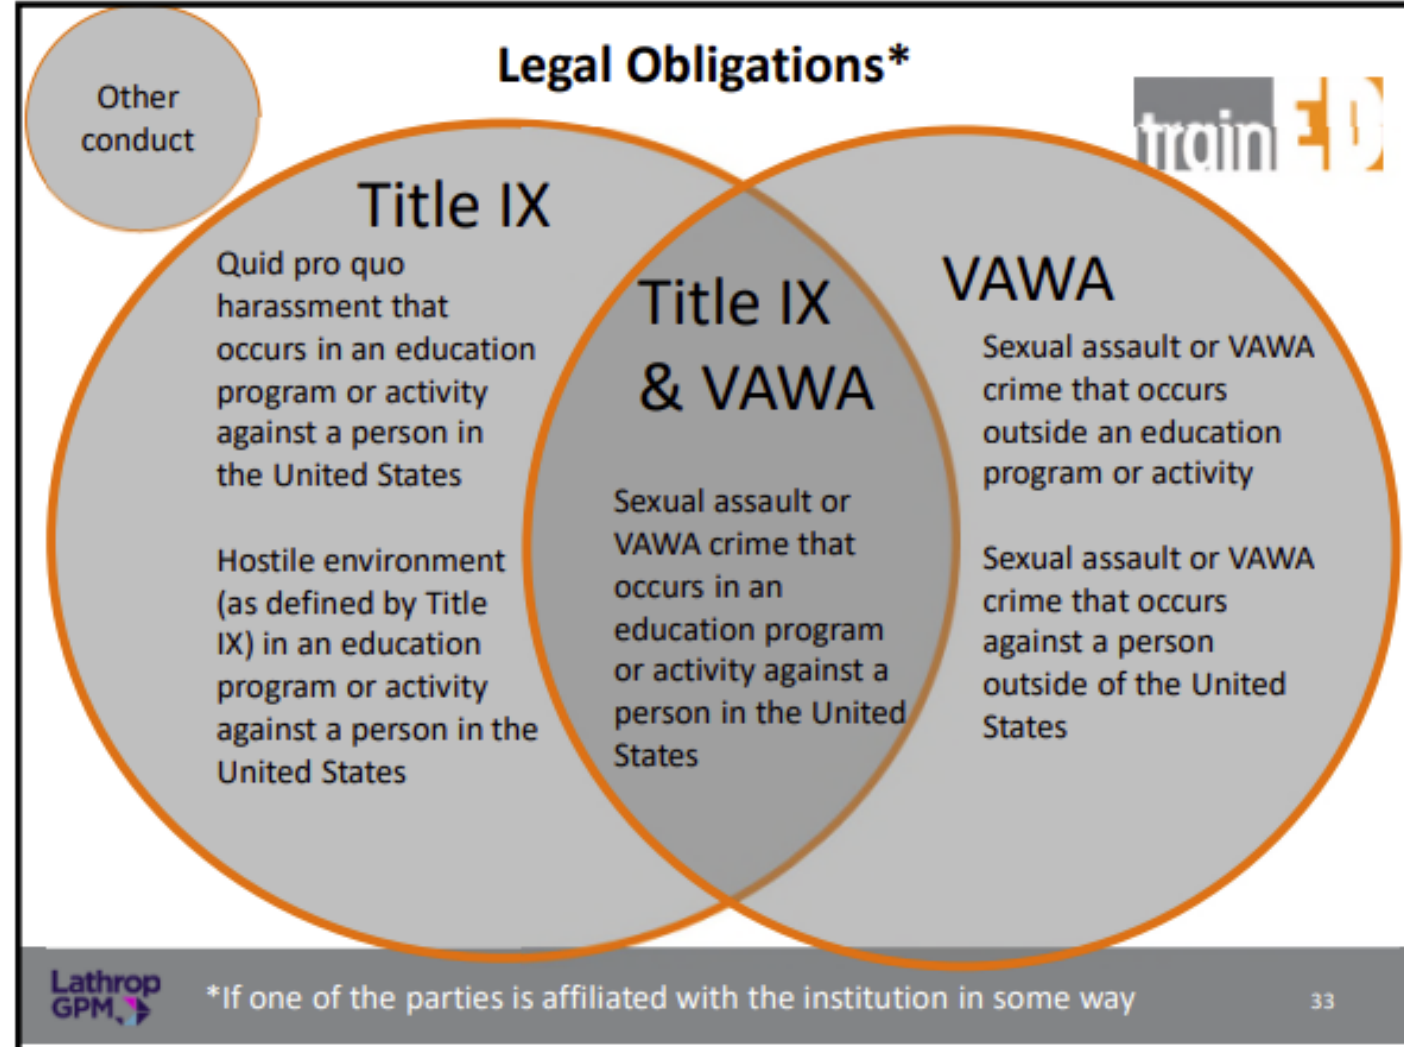 Legal Obligations*
Other
conduct
trainED
Title IX
Quid pro quo
harassment that
occurs in an education
program or activity
against a person in
the United States
Hostile environment
(as defined by Title
IX) in an education
program or activity
against a person in the
United States
Title IX
& VAWA
Sexual assault or
VAWA crime that
occurs in an
education program
or activity against a
person in the United
States
VAWA
Sexual assault or VAWA
crime that occurs
outside an education
program or activity
Sexual assault or VAWA
crime that occurs
against a person
outside of the United
States
Lathrop
GPM
*If one of the parties is affiliated with the institution in some way
33